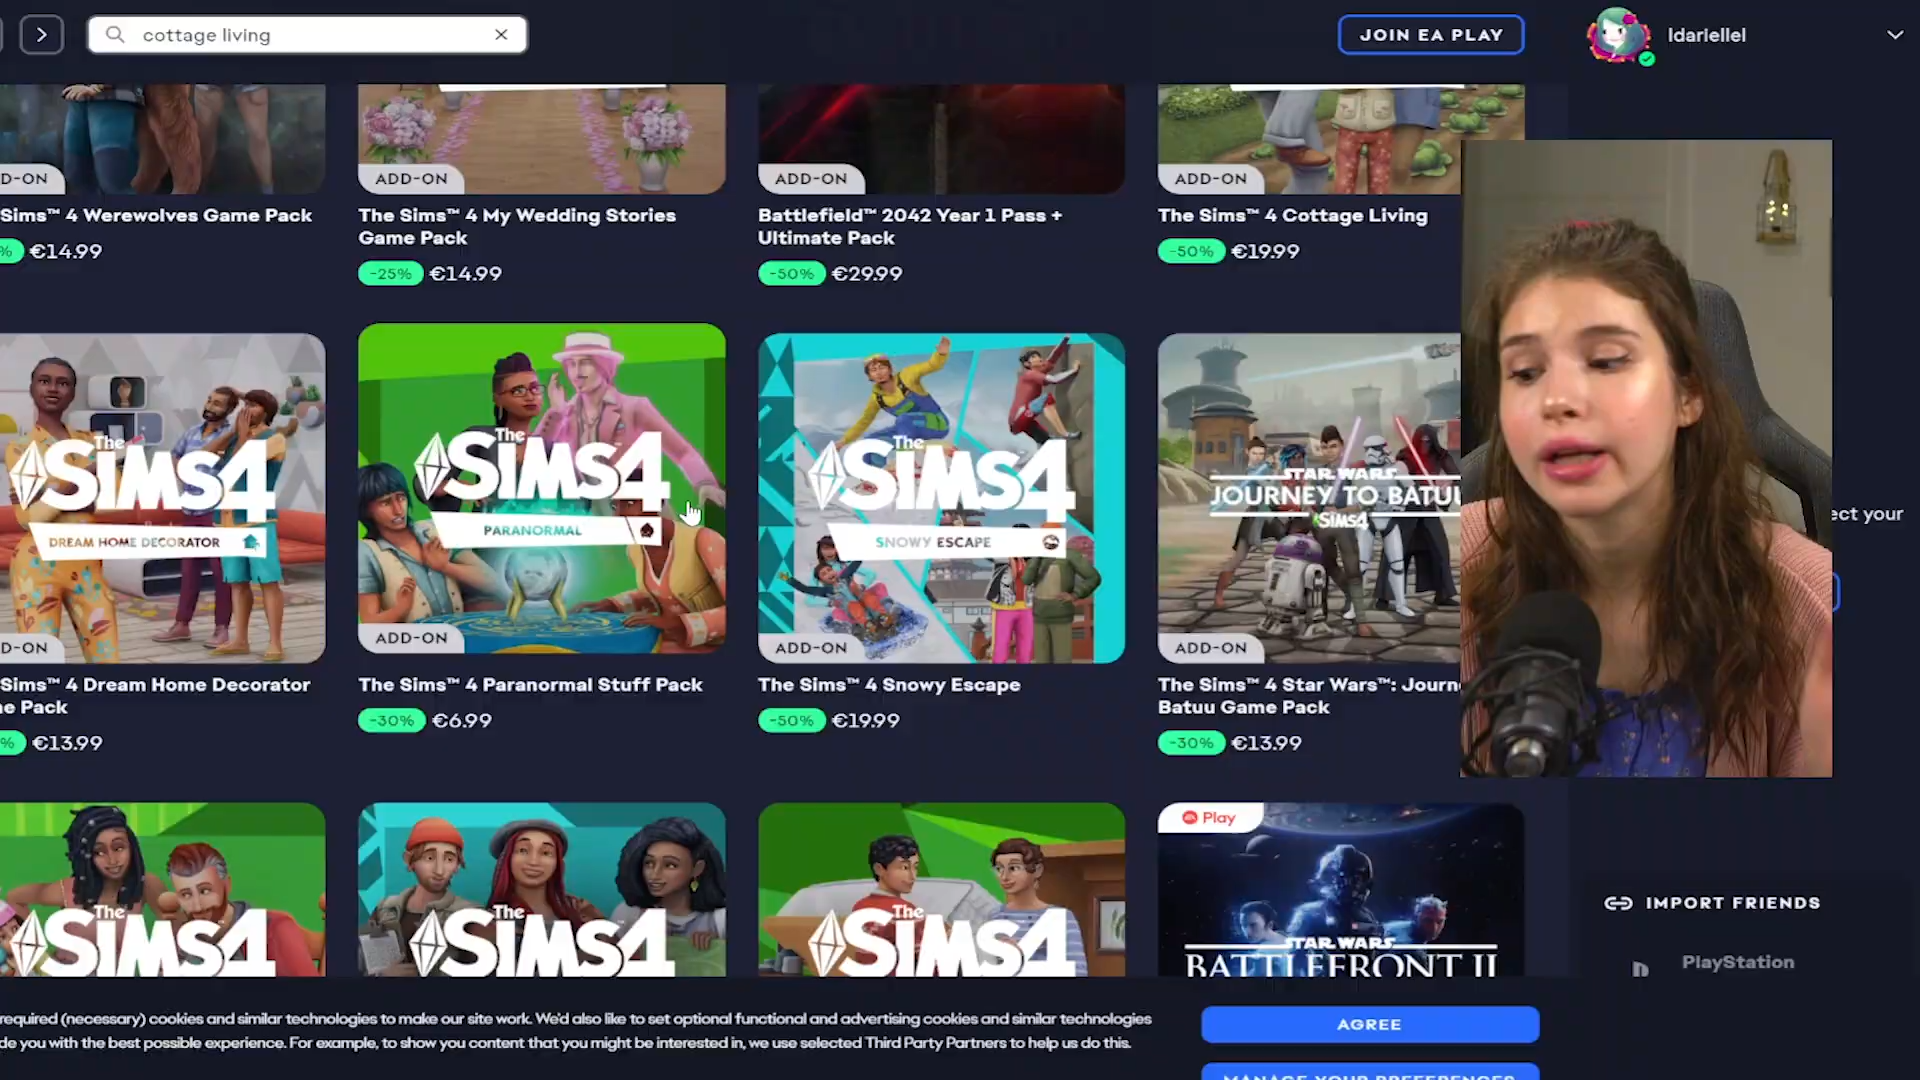 cottage living
JOIN EA PLAY
ldariellel
D-ON
ADD-ON
ADD-ON
ADD-ON
Sims™ 4 Werewolves Game Pack
% €14.99
The Sims™ 4 My Wedding Stories
Game Pack
-25% €14.99
Battlefield™ 2042 Year 1 Pass +
Ultimate Pack
-50% €29.99
The Sims™ 4 Cottage Living
-50% €19.99
The
SIMS4
DREAM HOME DECORATOR
D-ON
The
SIMS4
PARANORMAL
ADD-ON
The
SIMS4
SNOWY ESCAPE
ADD-ON
STAR WARS
JOURNEY TO BATUU
SIMS4
ADD-ON
ect your
Sims™ 4 Dream Home Decorator
e Pack
% €13.99
The Sims™ 4 Paranormal Stuff Pack
-30% €6.99
The Sims™ 4 Snowy Escape
-50% €19.99
The Sims™ 4 Star Wars™: Journ
Batuu Game Pack
-30% €13.99
The
SIMS4
The
SIMS4
The
SIMS4
Play
STAR WARS
BATTLEFRONT II
IMPORT FRIENDS
PlayStation
required (necessary) cookies and similar technologies to make our site work. We'd also like to set optional functional and advertising cookies and similar technologies
de you with the best possible experience. For example, to show you content that you might be interested in, we use selected Third Party Partners to help us do this.
AGREE
MANAGE YOUR PREFERENCES